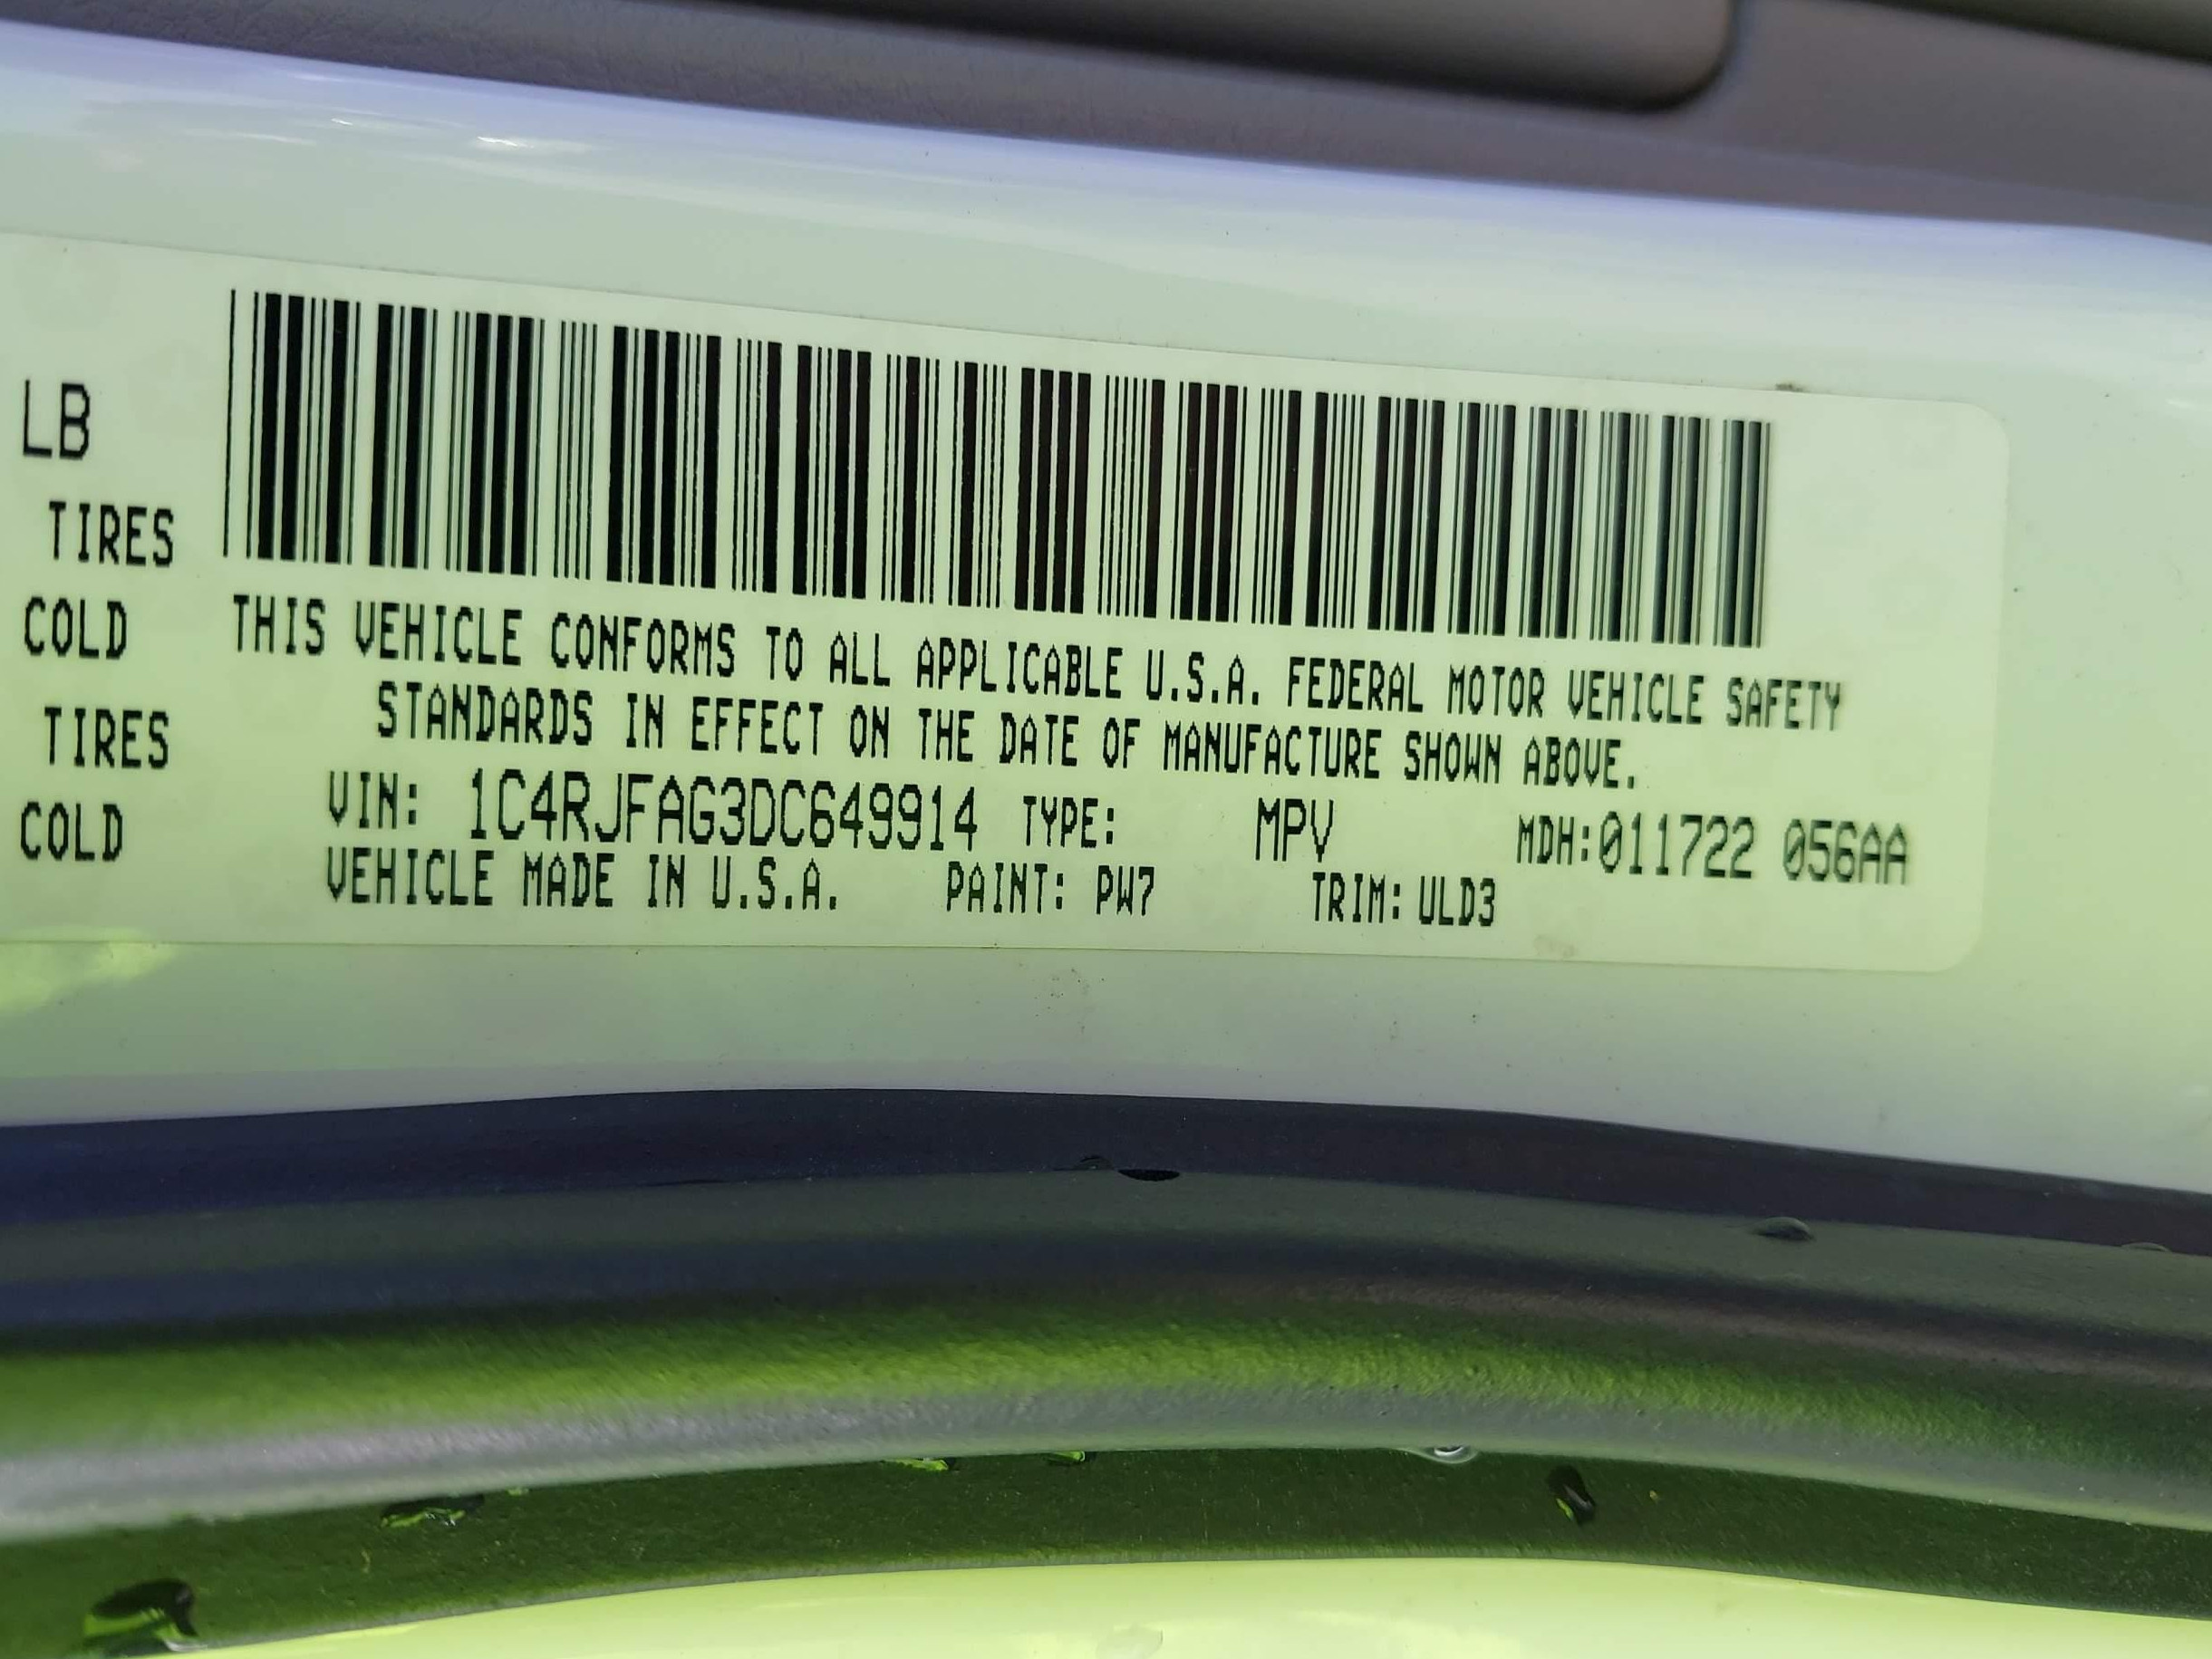 LB
TIRES
COLD
TIRES
COLD
THIS VEHICLE CONFORMS TO ALL APPLICABLE U.S.A. FEDERAL MOTOR VEHICLE SAFETY
STANDARDS IN EFFECT ON THE DATE OF MANUFACTURE SHOWN ABOVE.
VIN: 1C4RJFAG3DC649914 TYPE: MPV MDH:011722 056AA
VEHICLE MADE IN U.S.A. PAINT: PW7 TRIM: ULD3